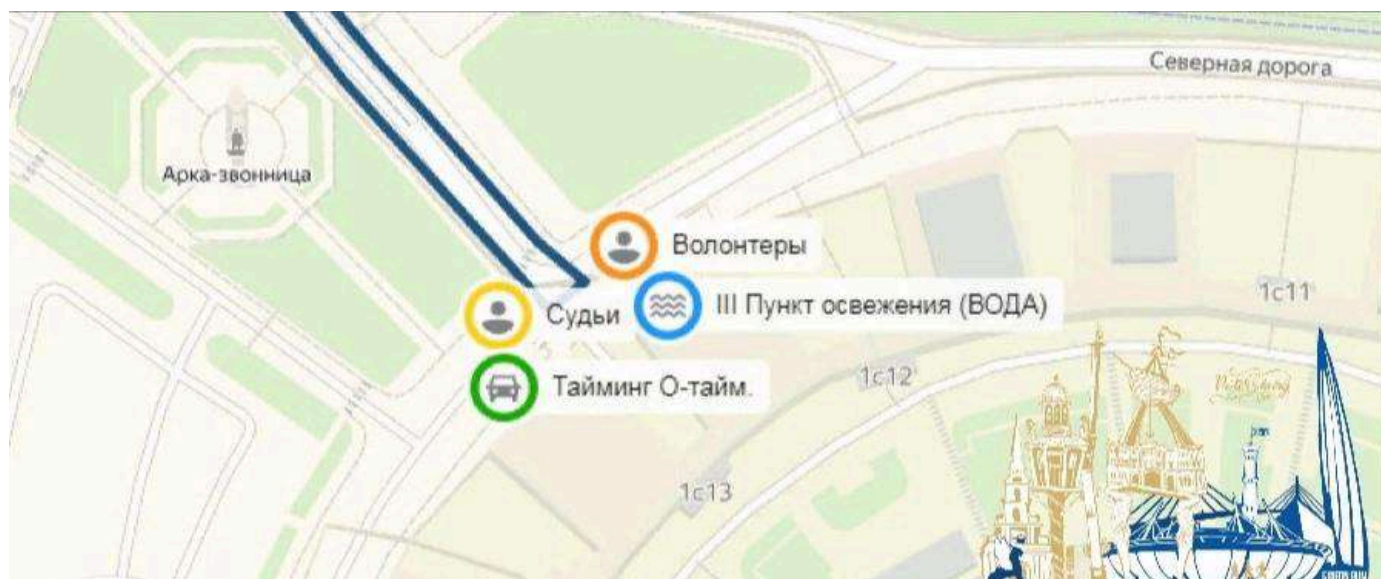 Северная дорога
Арка-звонница
Волонтеры
1с11
III Пункт освежения (ВОДА)
Судьи
1с12
Тайминг О-тайм.
1с13